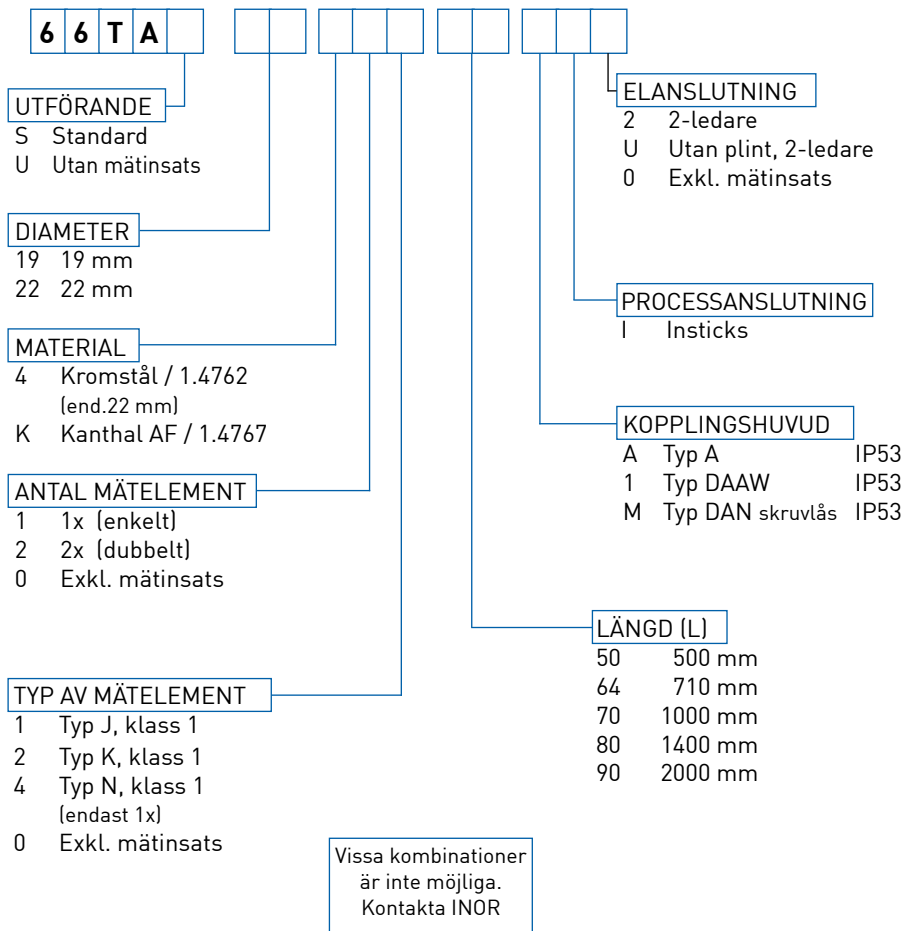 66TA
UTFÖRANDE
S Standard
U Utan mätinsats
DIAMETER
19 19 mm
22 22 mm
MATERIAL
4 Kromstål / 1.4762
(end.22 mm)
K Kanthal AF / 1.4767
ANTAL MÄTELEMENT
1 1x (enkelt)
2 2x (dubbelt)
0 Exkl. mätinsats
TYP AV MÄTELEMENT
1 Typ J, klass 1
2 Typ K, klass 1
4 Typ N, klass 1
(endast 1x)
0 Exkl. mätinsats
ELANSLUTNING
2 2-ledare
U Utan plint, 2-ledare
0 Exkl. mätinsats
PROCESSANSLUTNING
I Insticks
KOPPLINGSHUVUD
A Typ A IP53
1 Typ DAAW IP53
M Typ DAN skruvlås IP53
LÄNGD (L)
50 500 mm
64 710 mm
70 1000 mm
80 1400 mm
90 2000 mm
Vissa kombinationer
är inte möjliga.
Kontakta INOR